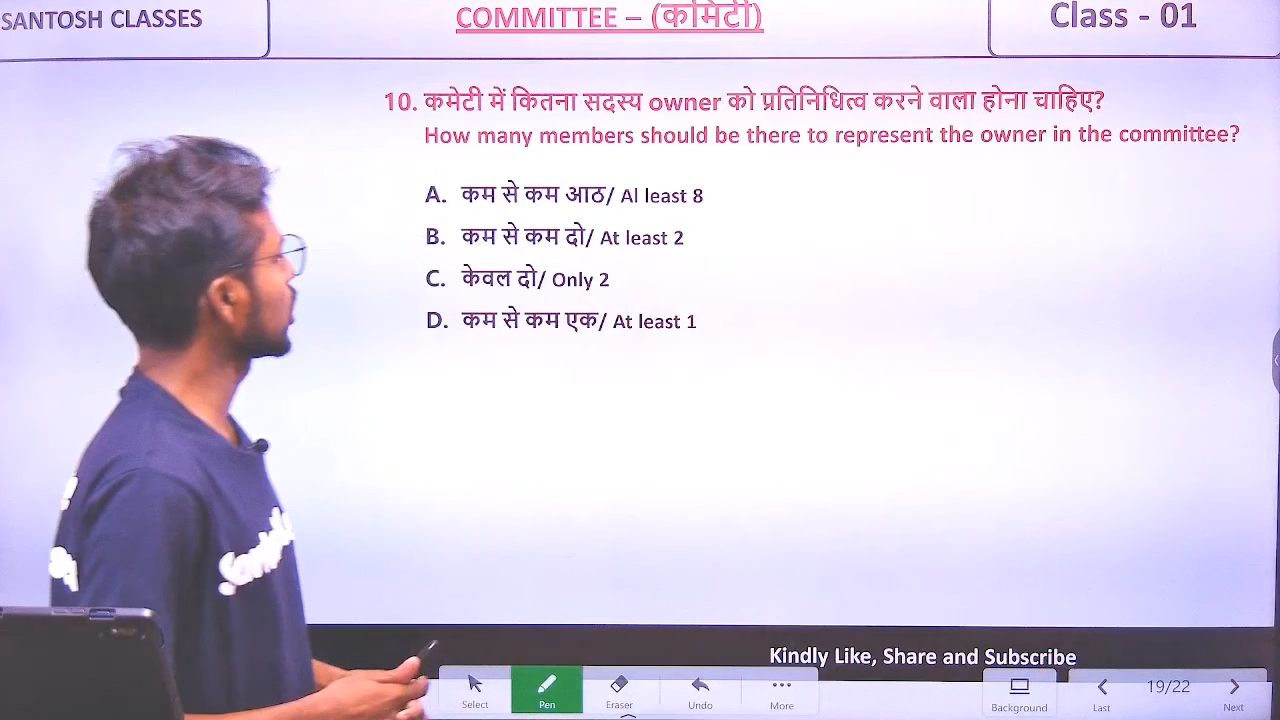 SANTOSH CLASSES
COMMITTEE – (कमिटी)
Class - 01
10. कमेटी में कितना सदस्य owner को प्रतिनिधित्व करने वाला होना चाहिए?
How many members should be there to represent the owner in the committee?
A. कम से कम आठ/ Al least 8
B. कम से कम दो/ At least 2
C. केवल दो/ Only 2
D. कम से कम एक/ At least 1
Kindly Like, Share and Subscribe
Select
Pen
Eraser
Undo
More
Background
Last
19/22
Next